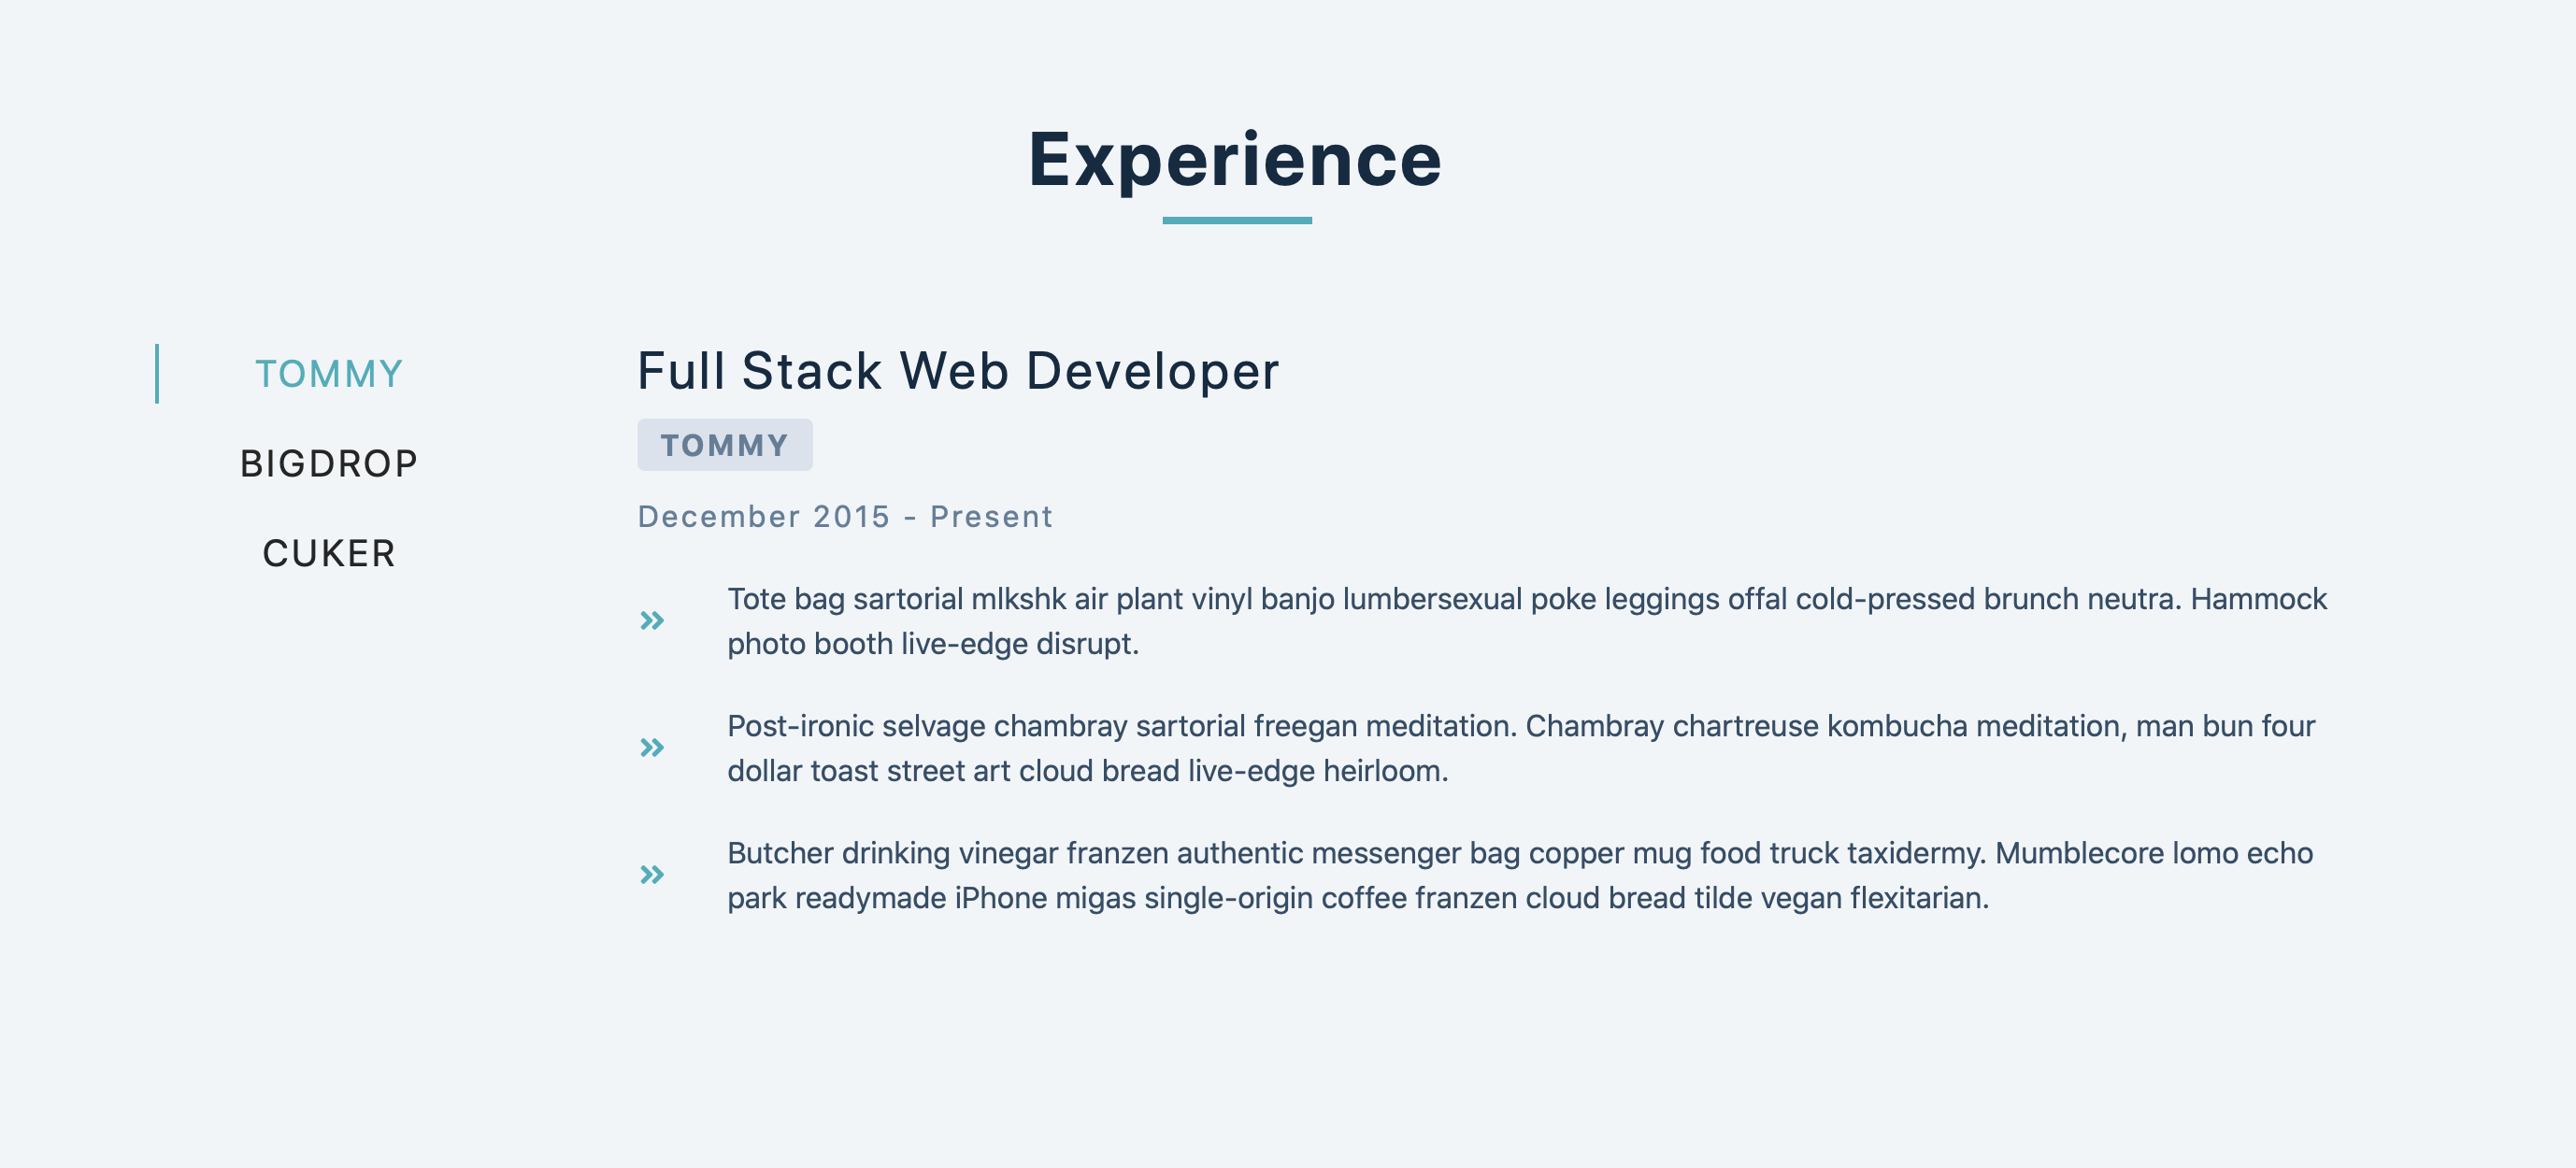 Experience
TOMMY
BIGDROP
CUKER
Full Stack Web Developer
TOMMY
December 2015 - Present
Tote bag sartorial mlkshk air plant vinyl banjo lumbersexual poke leggings offal cold-pressed brunch neutra. Hammock
photo booth live-edge disrupt.
Post-ironic selvage chambray sartorial freegan meditation. Chambray chartreuse kombucha meditation, man bun four
dollar toast street art cloud bread live-edge heirloom.
Butcher drinking vinegar franzen authentic messenger bag copper mug food truck taxidermy. Mumblecore lomo echo
park readymade iPhone migas single-origin coffee franzen cloud bread tilde vegan flexitarian.